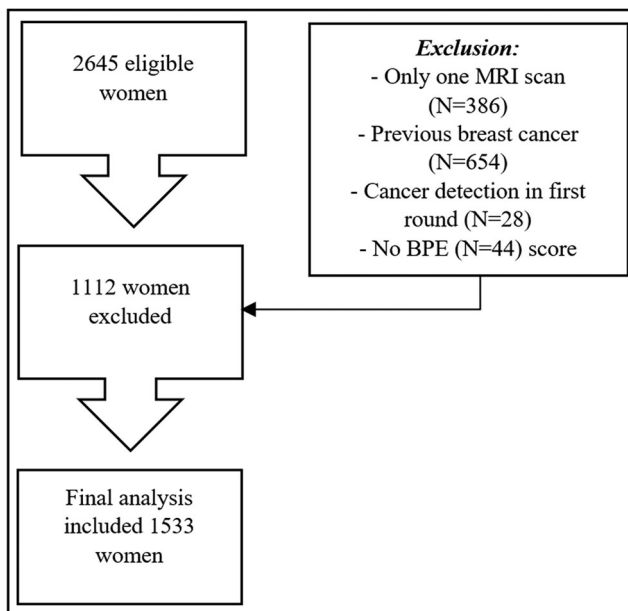 2645 eligible
women
Exclusion:
- Only one MRI scan
(N=386)
- Previous breast cancer
(N=654)
- Cancer detection in first
round (N=28)
- No BPE (N=44) score
1112 women
excluded
Final analysis
included 1533
women